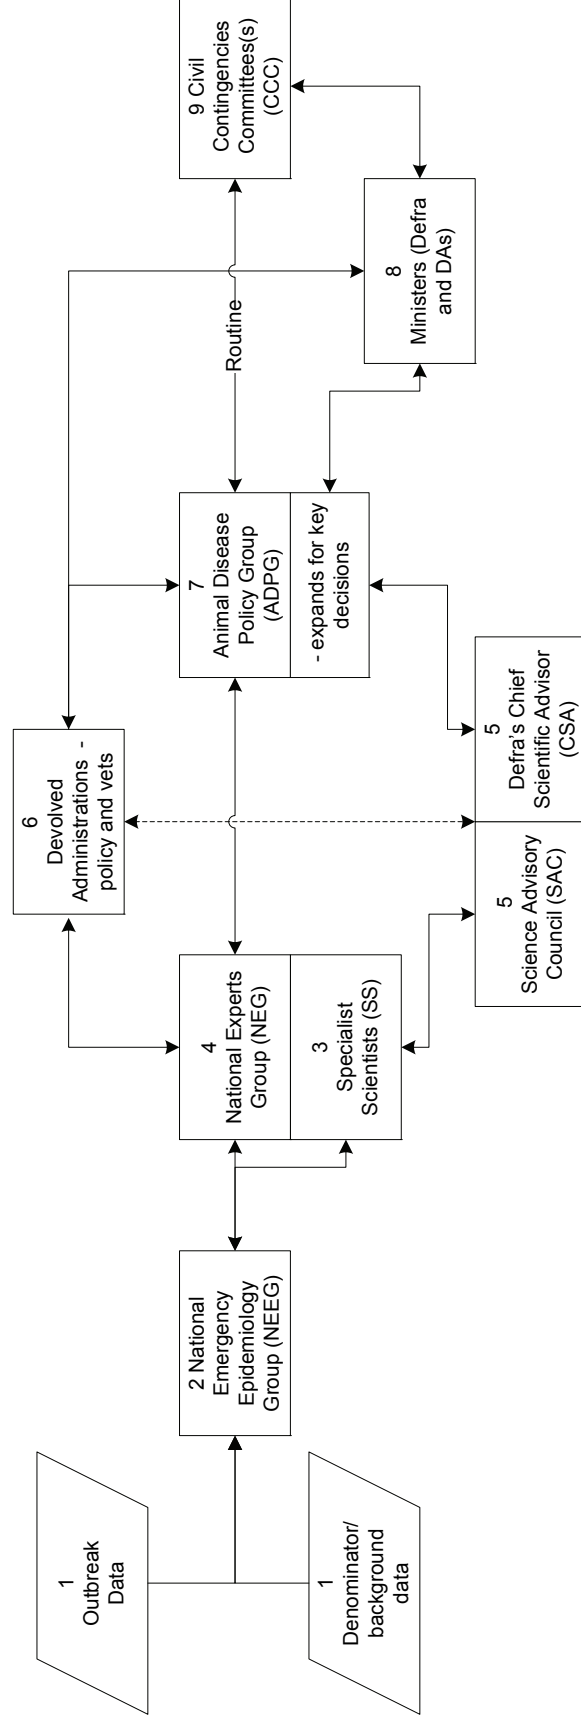 1
Outbreak
Data
1
Denominator/
background
data
2 National
Emergency
Epidemiology
Group (NEEG)
4
National Experts
Group (NEG)
3
Specialist
Scientists (SS)
6
Devolved
Administrations -
policy and vets
5
Science Advisory
Council (SAC)
5
Defra's Chief
Scientific Advisor
(CSA)
7
Animal Disease
Policy Group
(ADPG)
- expands for key
decisions
Routine
8
Ministers (Defra
and DAs)
9 Civil
Contingencies
Committees(s)
(CCC)